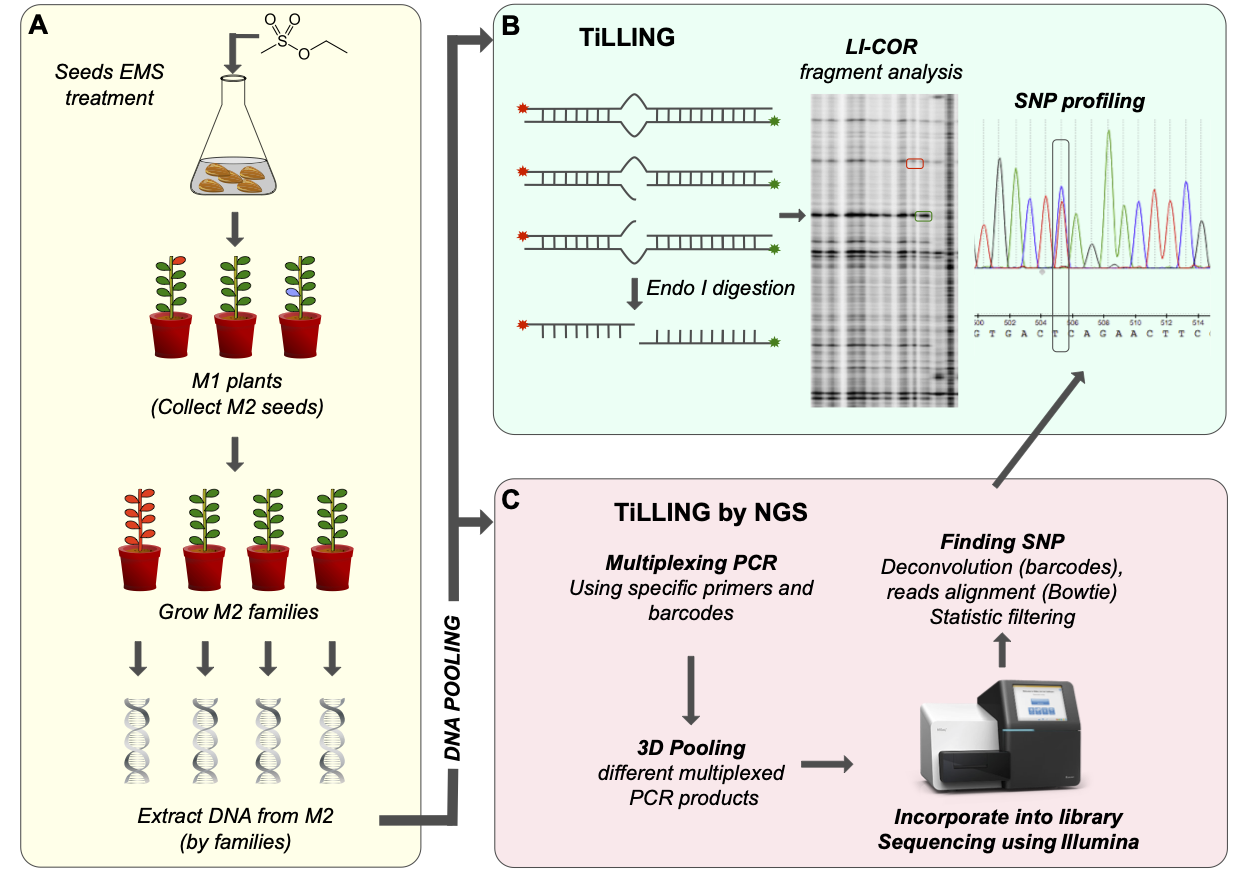 A
Seeds EMS
treatment
O
O
S
O
M1 plants
(Collect M2 seeds)
Grow M2 families
Extract DNA from M2
(by families)
DNA POOLING
B
TiLLING
LI-COR
fragment analysis
SNP profiling
Endo I digestion
502 504 506 508 510 512 514
G T G A C T C A G A A C T T C
C
TiLLING by NGS
Multiplexing PCR
Using specific primers and
barcodes
3D Pooling
different multiplexed
PCR products
Finding SNP
Deconvolution (barcodes),
reads alignment (Bowtie)
Statistic filtering
Incorporate into library
Sequencing using Illumina